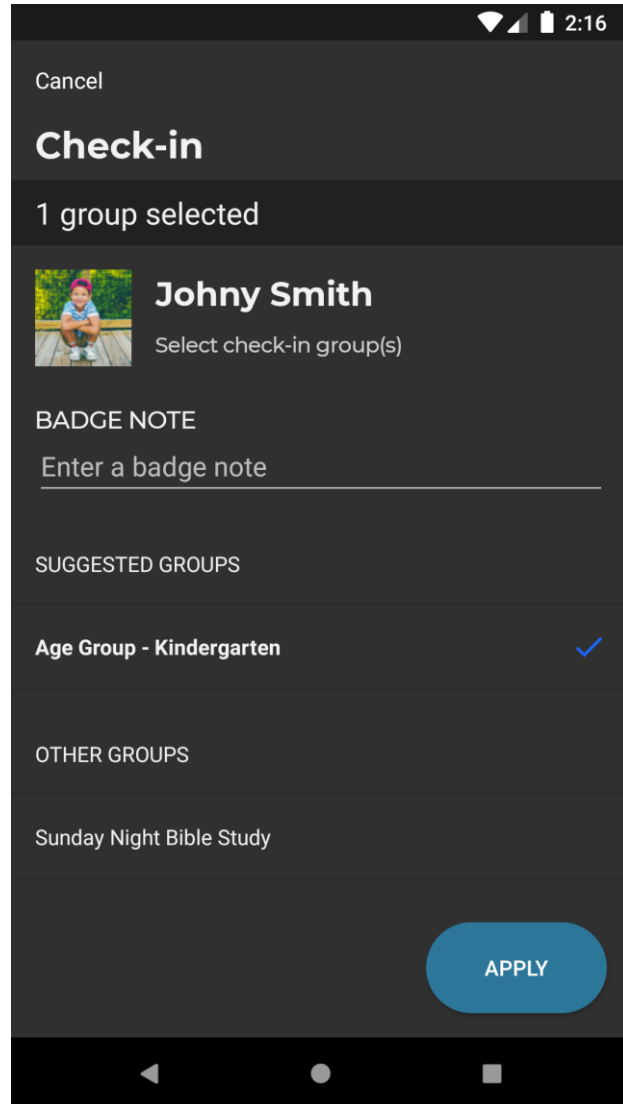 2:16
Cancel
Check-in
1 group selected
Johny Smith
Select check-in group(s)
BADGE NOTE
Enter a badge note
SUGGESTED GROUPS
Age Group - Kindergarten
OTHER GROUPS
Sunday Night Bible Study
APPLY